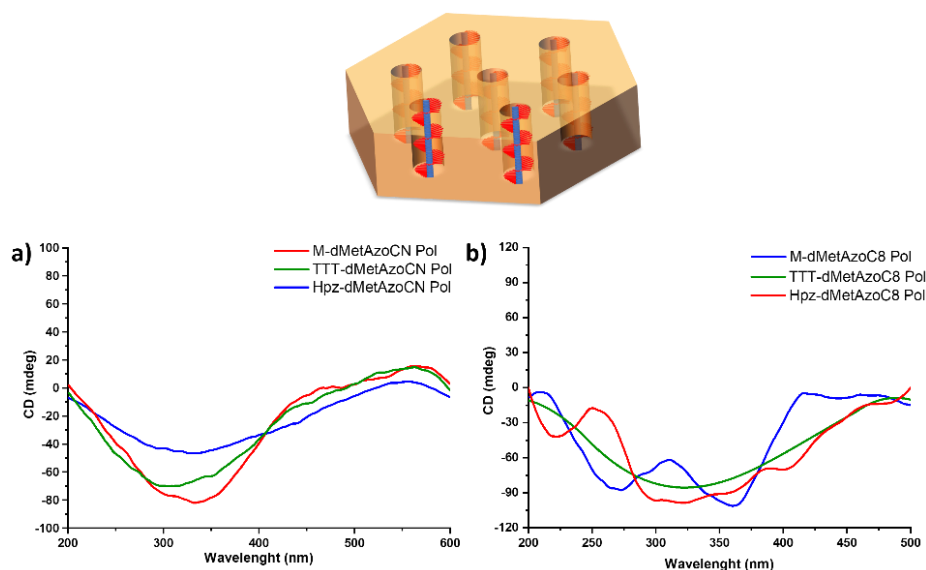 a)
M-dMetAzoCN Pol
TTT-dMetAzoCN Pol
Hpz-dMetAzoCN Pol
CD (mdeg)
100
80
60
40
20
0
-20
-40
-60
-80
-100
200 300 400 500 600
Wavelenght (nm)
b)
M-dMetAzoC8 Pol
TTT-dMetAzoC8 Pol
Hpz-dMetAzoC8 Pol
CD (mdeg)
120
90
60
30
0
-30
-60
-90
-120
200 250 300 350 400 450 500
Wavelenght (nm)